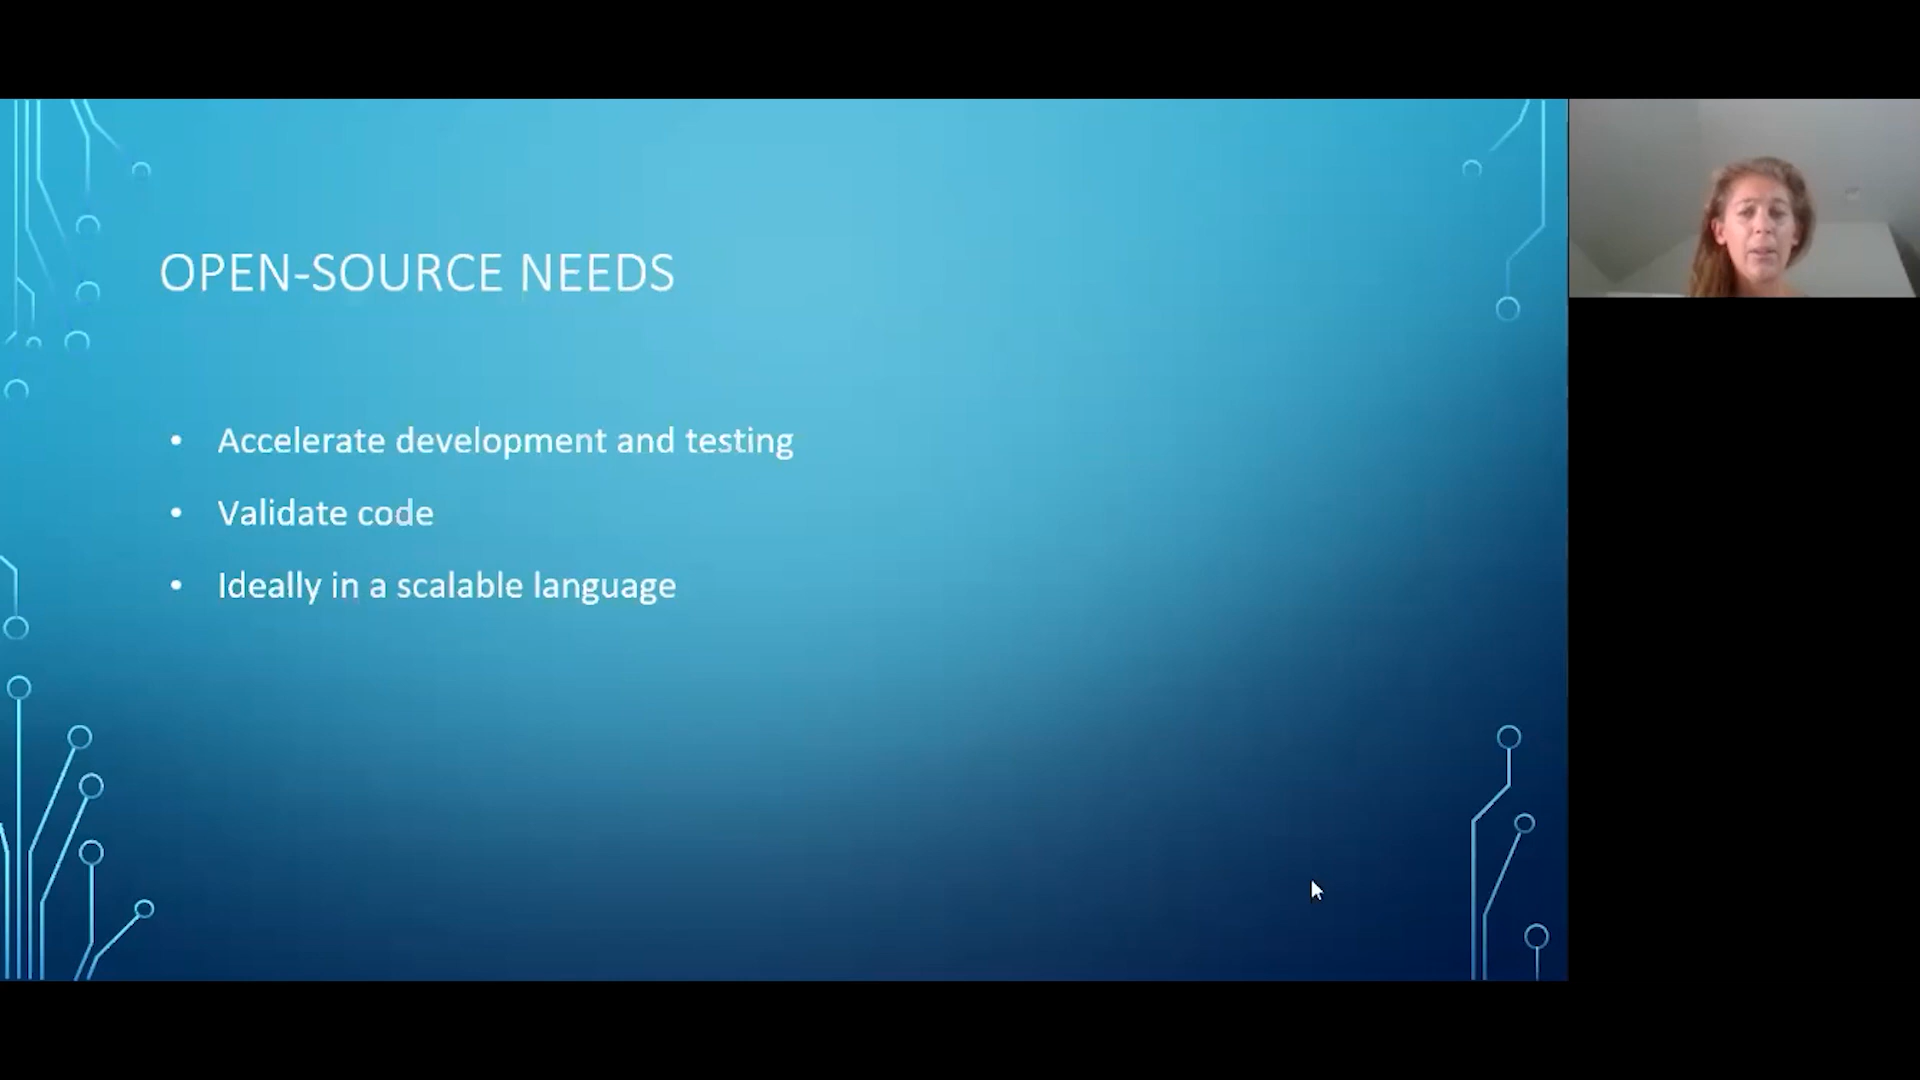 OPEN-SOURCE NEEDS
• Accelerate development and testing
• Validate code
• Ideally in a scalable language